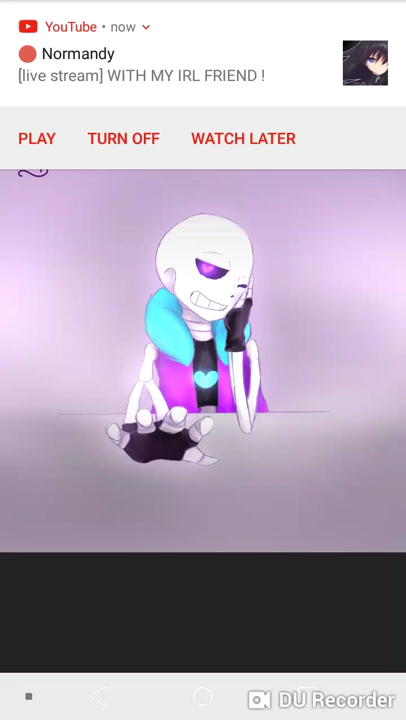 YouTube • now
Normandy
[live stream] WITH MY IRL FRIEND !
PLAY TURN OFF WATCH LATER
DU Recorder